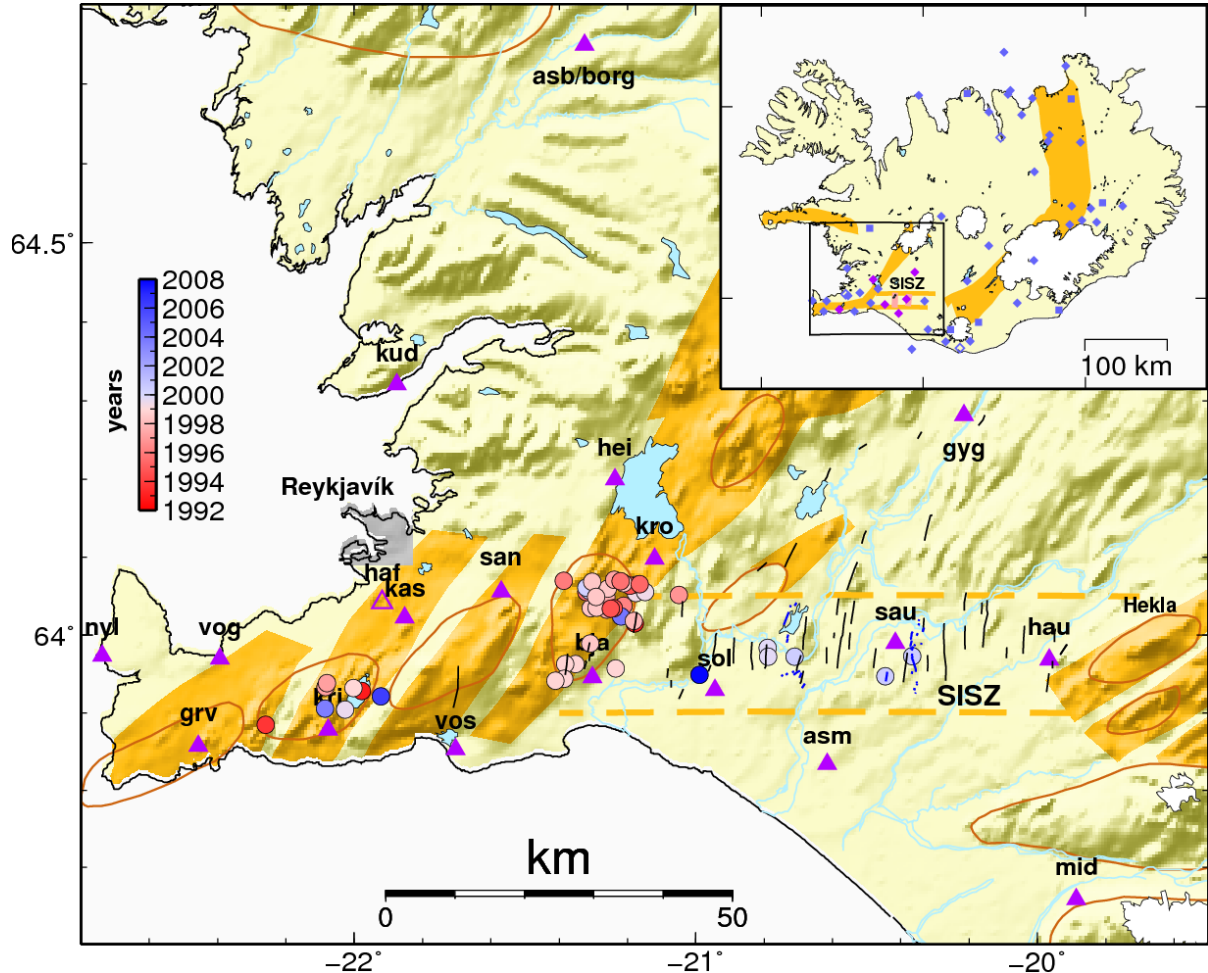 asb/borg
64.5
2008
2006
2004
2002
2000
1998
1996
1994
1992
years
SISZ
100 km
kud
gyg
hei
Reykjavík
kro
san
haf
kas
Hekla
64°
nyl
vog
sau
hau
bja
sol
kri
grv
vos
SISZ
asm
mid
km
0
50
-22°
-21°
-20°